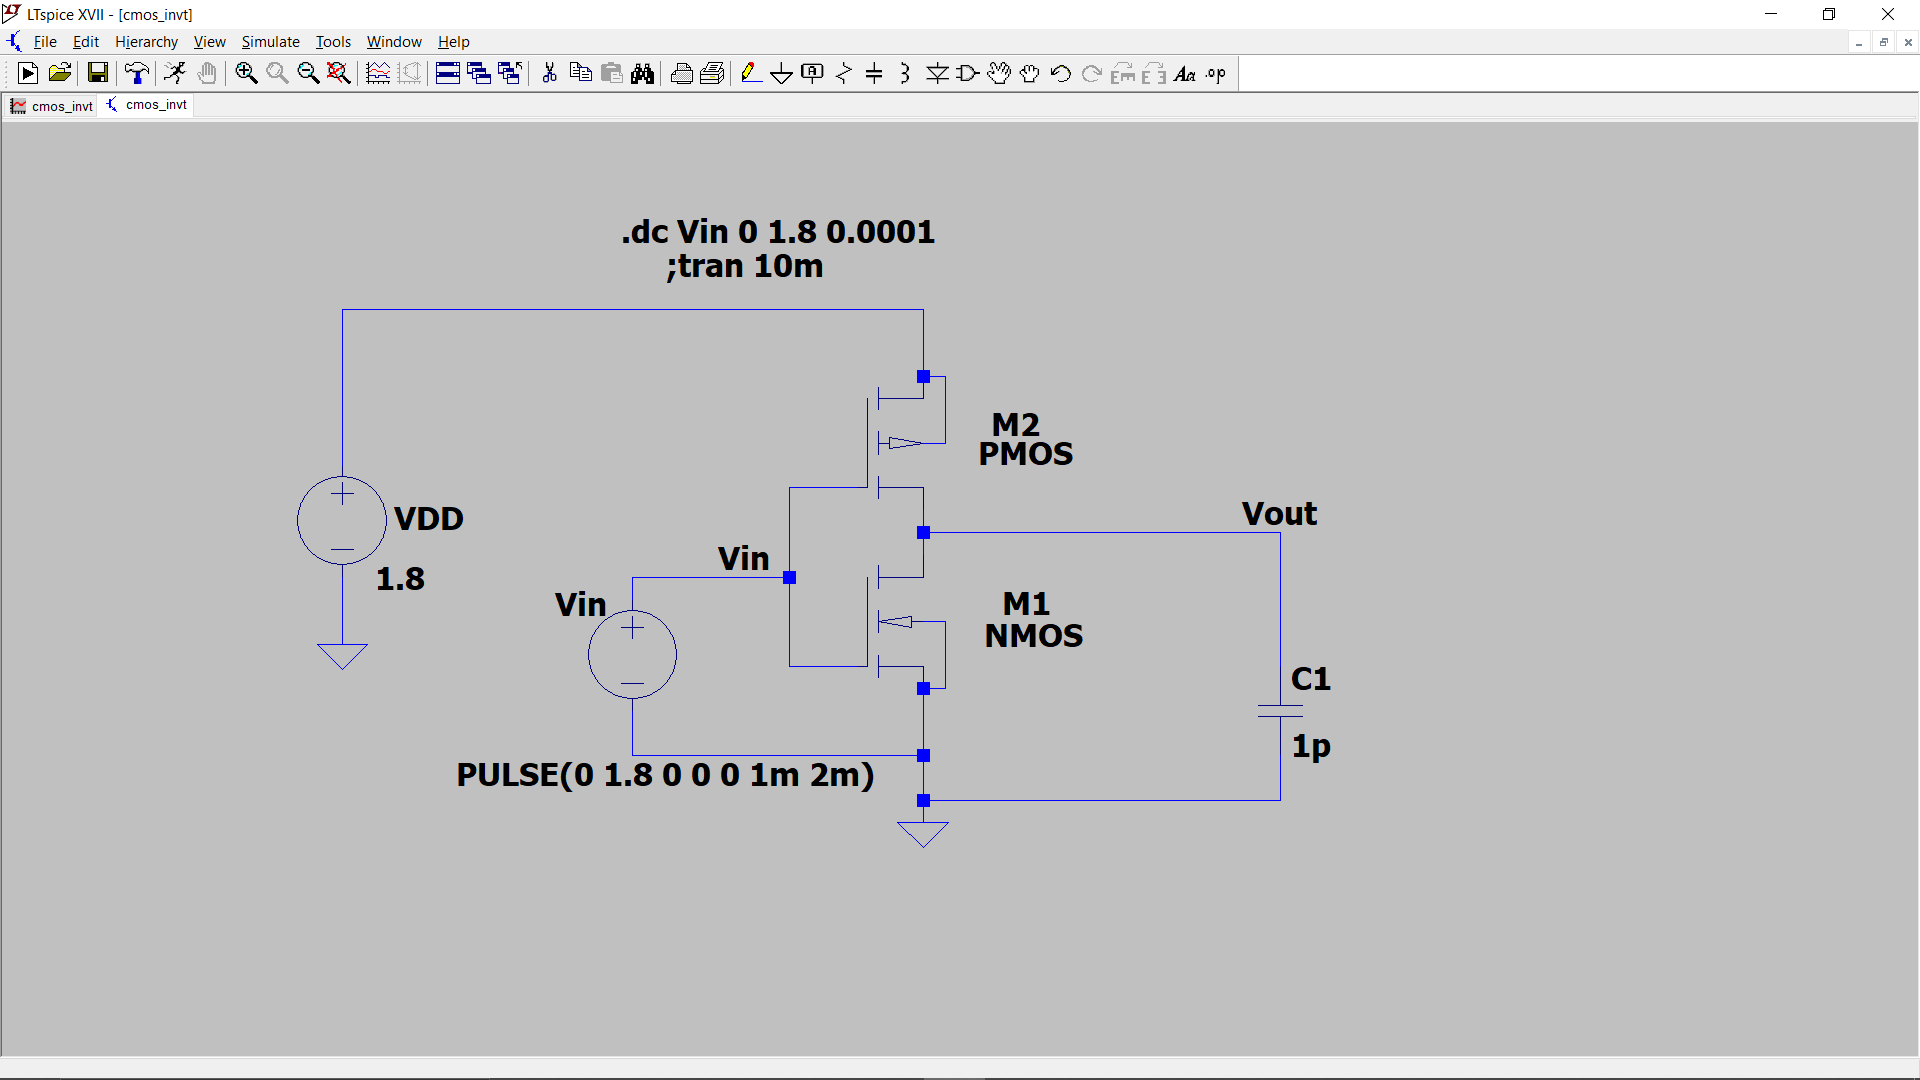 LTspice XVII - [cmos_invt]
File Edit Hierarchy View Simulate Tools Window Help
Aa .op
cmos_invt cmos_invt
.dc Vin 0 1.8 0.0001
;tran 10m
M2
PMOS
VDD
1.8
Vout
Vin
Vin
M1
NMOS
C1
1p
PULSE(0 1.8 0 0 0 1m 2m)